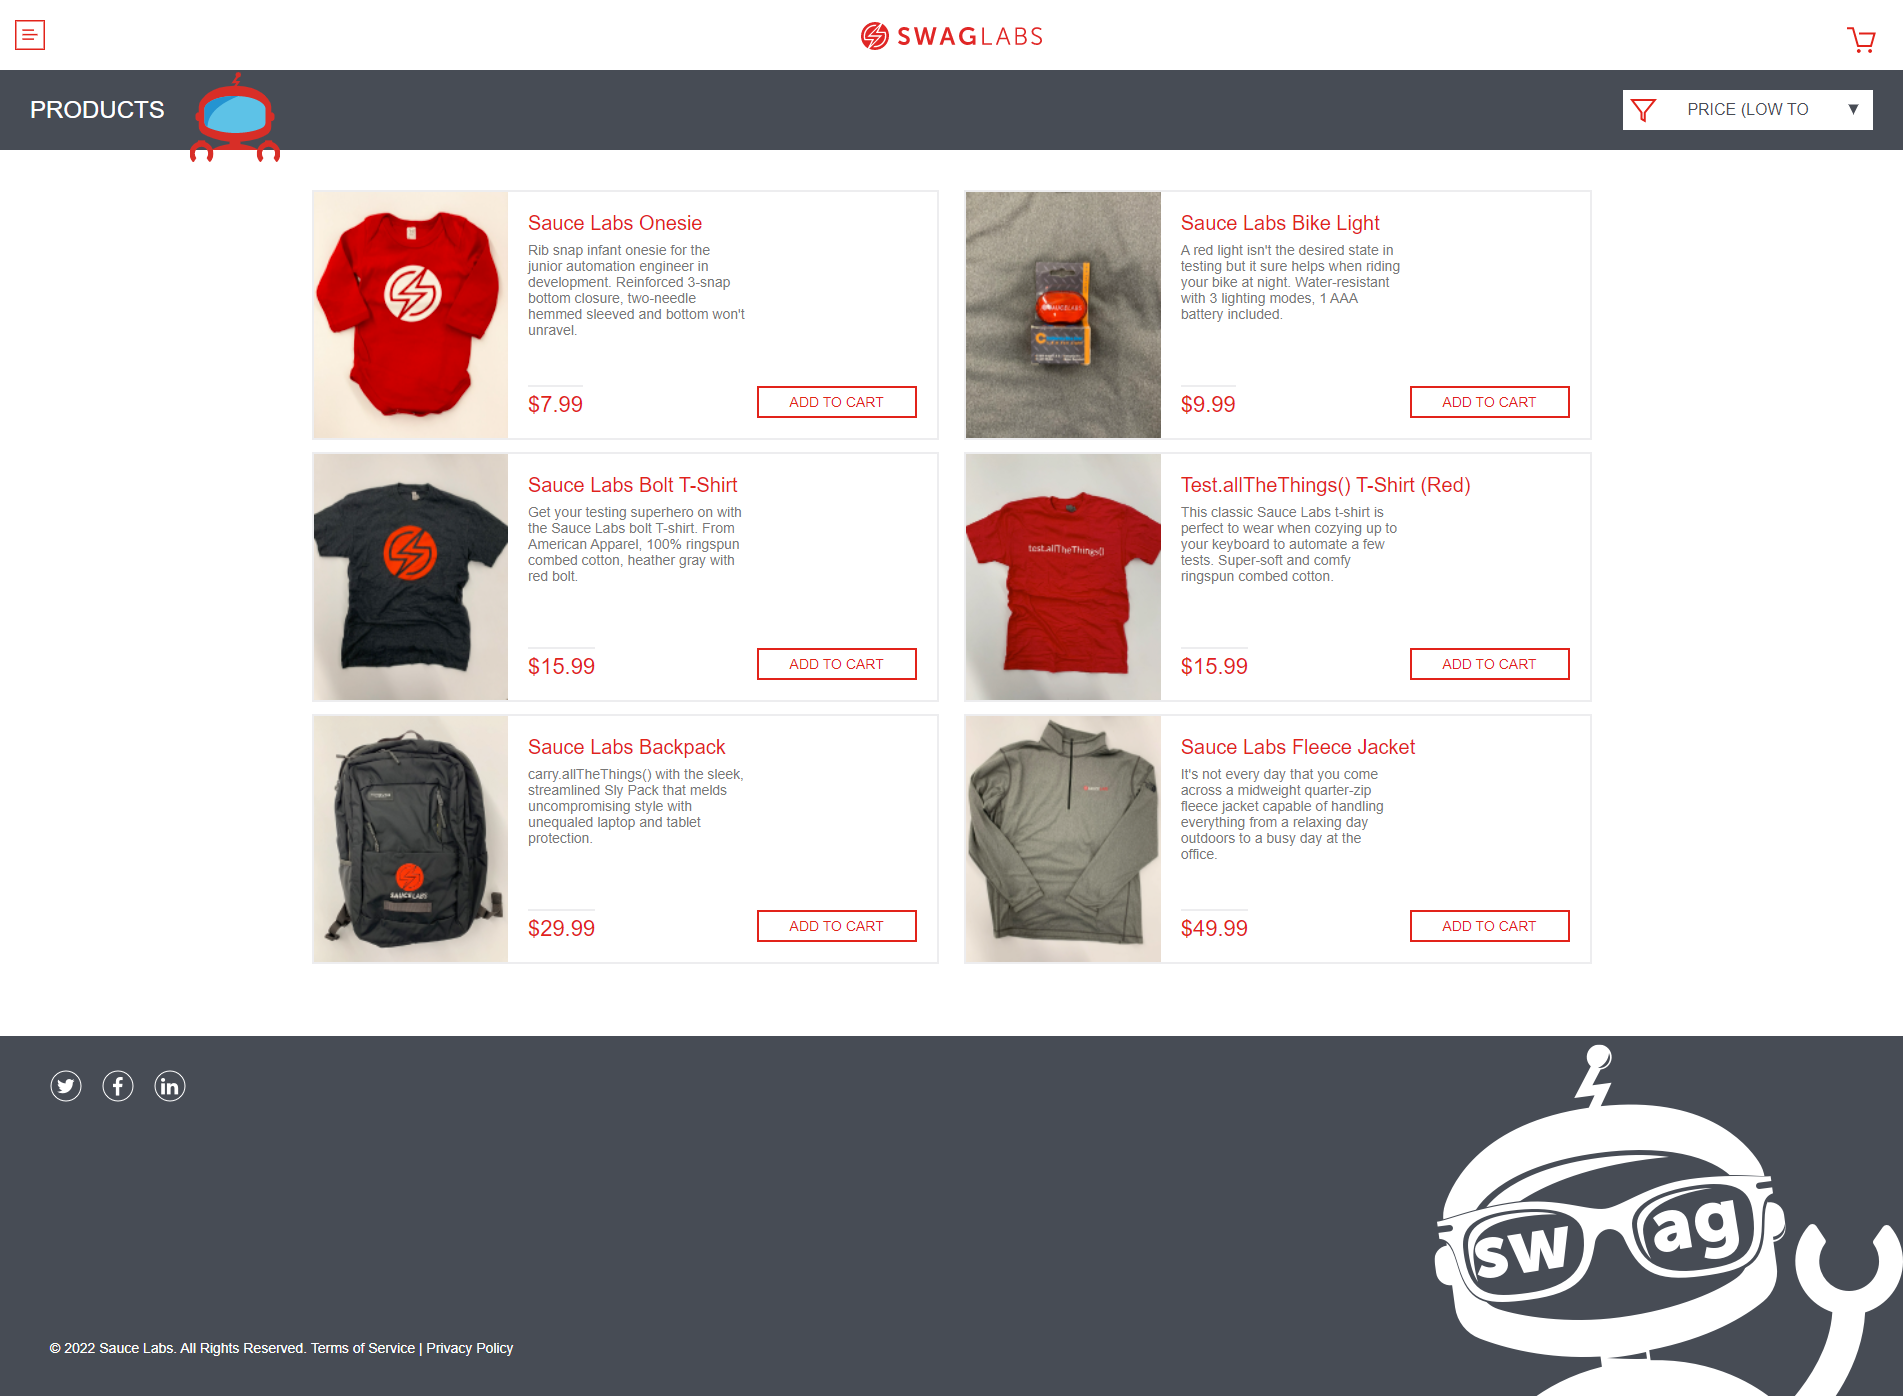 SWAGLABS
PRODUCTS
PRICE (LOW TO
Sauce Labs Onesie
Rib snap infant onesie for the
junior automation engineer in
development. Reinforced 3-snap
bottom closure, two-needle
hemmed sleeved and bottom won't
unravel.
$7.99
ADD TO CART
SAUCELABS
Sauce Labs Bike Light
A red light isn't the desired state in
testing but it sure helps when riding
your bike at night. Water-resistant
with 3 lighting modes, 1 AAA
battery included.
$9.99
ADD TO CART
Sauce Labs Bolt T-Shirt
Get your testing superhero on with
the Sauce Labs bolt T-shirt. From
American Apparel, 100% ringspun
combed cotton, heather gray with
red bolt.
$15.99
ADD TO CART
test.allTheThings()
Test.allTheThings() T-Shirt (Red)
This classic Sauce Labs t-shirt is
perfect to wear when cozying up to
your keyboard to automate a few
tests. Super-soft and comfy
ringspun combed cotton.
$15.99
ADD TO CART
SAUCELABS
Sauce Labs Backpack
carry.allTheThings() with the sleek,
streamlined Sly Pack that melds
uncompromising style with
unequaled laptop and tablet
protection.
$29.99
ADD TO CART
Sauce Labs Fleece Jacket
It's not every day that you come
across a midweight quarter-zip
fleece jacket capable of handling
everything from a relaxing day
outdoors to a busy day at the
office.
$49.99
ADD TO CART
swag
© 2022 Sauce Labs. All Rights Reserved. Terms of Service | Privacy Policy